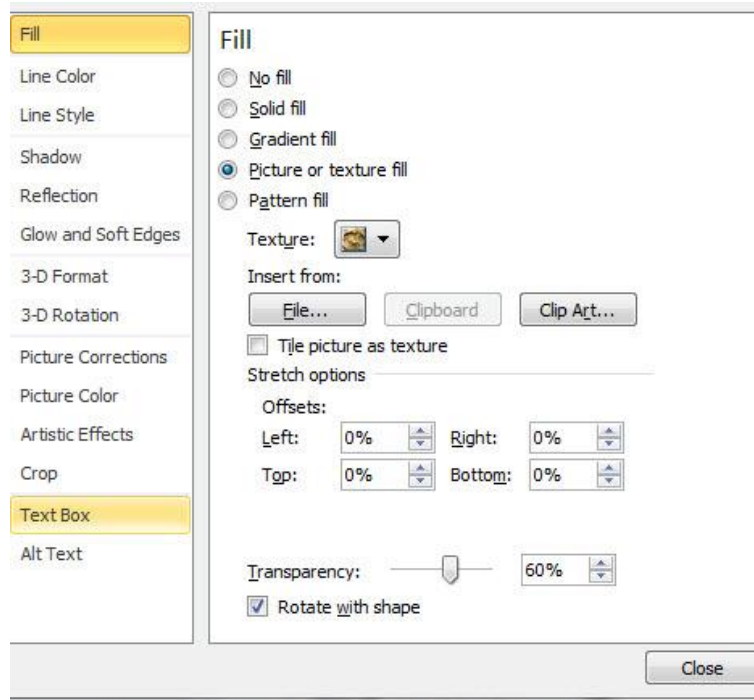 Fill
Line Color
Line Style
Shadow
Reflection
Glow and Soft Edges
3-D Format
3-D Rotation
Picture Corrections
Picture Color
Artistic Effects
Crop
Text Box
Alt Text
Fill
No fill
Solid fill
Gradient fill
Picture or texture fill
Pattern fill
Texture:
Insert from:
File... Clipboard Clip Art...
Tile picture as texture
Stretch options
Offsets:
Left: 0% Right: 0%
Top: 0% Bottom: 0%
Transparency: 60%
Rotate with shape
Close